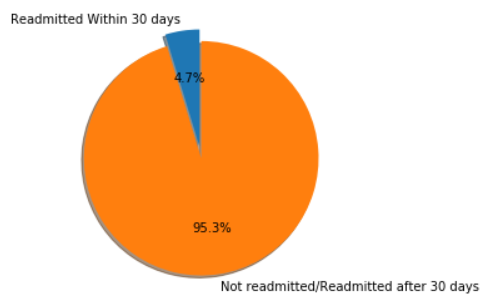 Readmitted Within 30 days
4.7%
95.3%
Not readmitted/Readmitted after 30 days